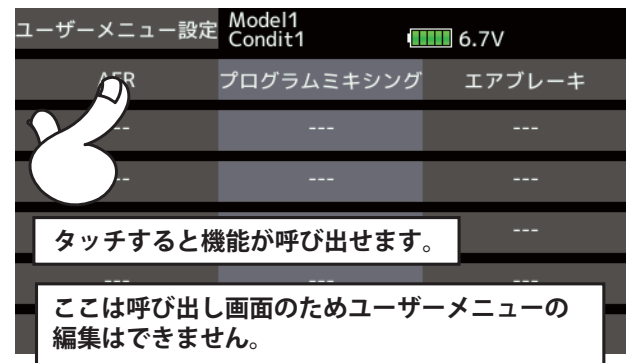 ユーザーメニュー設定 Model1
Condit1 6.7V
AFR プログラムミキシング エアブレーキ
--- --- ---
--- --- ---
タッチすると機能が呼び出せます。 ---
--- --- ---
ここは呼び出し画面のためユーザーメニューの
編集はできません。